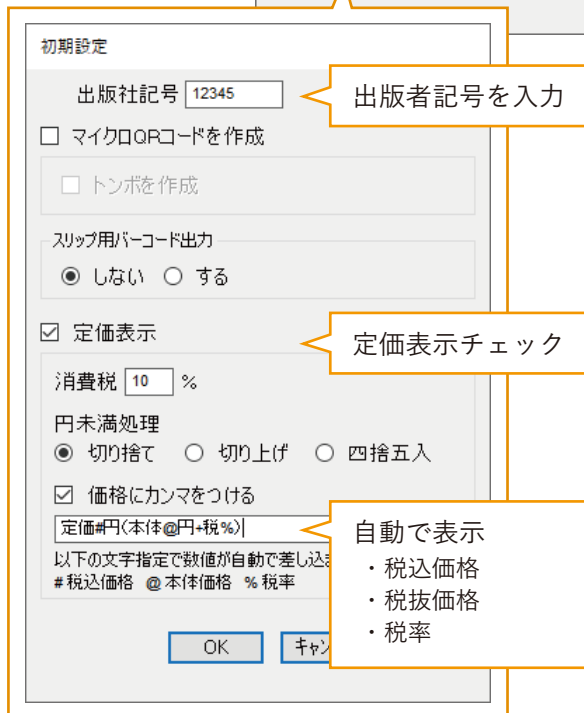 初期設定
出版社記号 12345
出版者記号を入力
マイクロQRコードを作成
トンボを作成
スリップ用バーコード出力
しない する
定価表示
定価表示チェック
消費税 10 %
円未満処理
切り捨て 切り上げ 四捨五入
価格にカンマをつける
定価#円(本体@円+税%)
自動で表示
・税込価格
・税抜価格
・税率
以下の文字指定で数値が自動で差し込
#税込価格 @本体価格 %税率
OK キャン